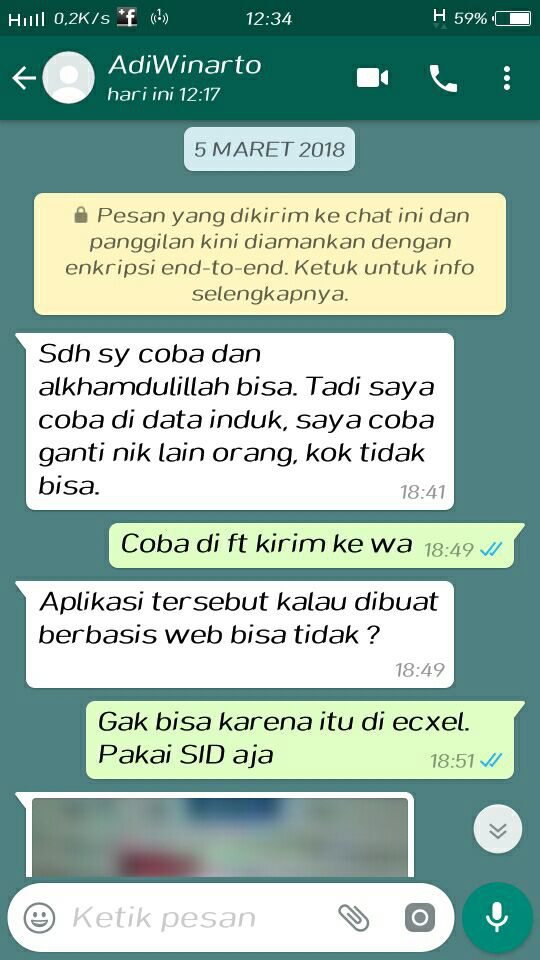 0,2K/s 12:34 H 59%
AdiWinarto
hari ini 12:17
5 MARET 2018
Pesan yang dikirim ke chat ini dan
panggilan kini diamankan dengan
enkripsi end-to-end. Ketuk untuk info
selengkapnya.
Sdh sy coba dan
alkhamdulillah bisa. Tadi saya
coba di data induk, saya coba
ganti nik lain orang, kok tidak
bisa.
18:41
Coba di ft kirim ke wa 18:49
Aplikasi tersebut kalau dibuat
berbasis web bisa tidak ?
18:49
Gak bisa karena itu di ecxel.
Pakai SID aja 18:51
Ketik pesan